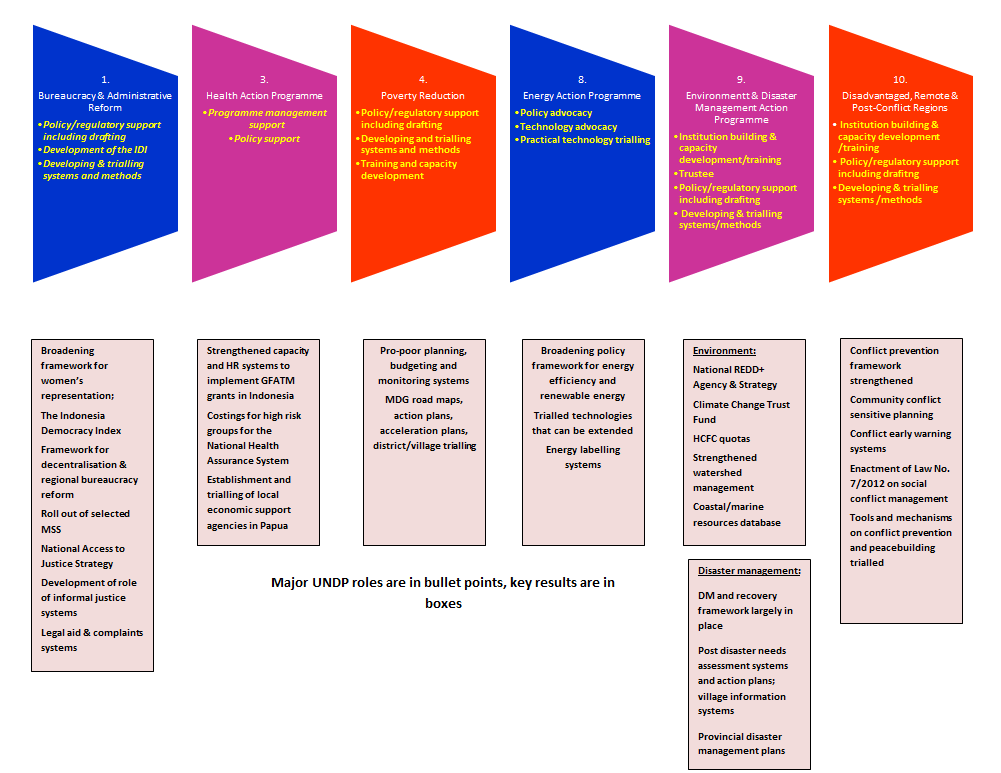 1.
Bureaucracy & Administrative
Reform
•Policy/regulatory support
including drafting
•Development of the IDI
•Developing & trialling
systems and methods
3.
Health Action Programme
•Programme management
support
•Policy support
4.
Poverty Reduction
•Policy/regulatory support
including drafting
•Developing and trialling
systems and methods
•Training and capacity
development
8.
Energy Action Programme
•Policy advocacy
•Technology advocacy
•Practical technology trialling
9.
Environmentt & Disaster
Management Action
Programme
•Institution building &
capacity
development/training
•Trustee
•Policy/regulatory support
including drafitng
• Developing & trialling
systems/methods
10.
Disadvantaged, Remote &
Post-Conflict Regions
• Institution building &
capacity development
/training
• Policy/regulatory support
including drafitng
•Developing & trialling
systems /methods
Broadening
framework for
women's
representation;
The Indonesia
Democracy Index
Framework for
decentralisation &
regional bureaucracy
reform
Roll out of selected
MSS
National Access to
Justice Strategy
Development of role
of informal justice
systems
Legal aid & complaints
systems
Strengthened capacity
and HR systems to
implement GFATM
grants in Indonesia
Costings for high risk
groups for the
National Health
Assurance System
Establishment and
trialling of local
economic support
agencies in Papua
Pro-poor planning,
budgeting and
monitoring systems
MDG road maps,
action plans,
acceleration plans,
district/village trialling
Broadening policy
framework for energy
efficiency and
renewable energy
Trialled technologies
that can be extended
Energy labelling
systems
Environment:
National REDD+
Agency & Strategy
Climate Change Trust
Fund
HCFC quotas
Strengthened
watershed
management
Coastal/marine
resources database
Disaster management:
DM and recovery
framework largely in
place
Post disaster needs
assessment systems
and action plans;
village information
systems
Provincial disaster
management plans
Conflict prevention
framework
strengthened
Community conflict
sensitive planning
Conflict early warning
systems
Enactment of Law No.
7/2012 on social
conflict management
Tools and mechanisms
on conflict prevention
and peacebuilding
trialled
Major UNDP roles are in bullet points, key results are in
boxes